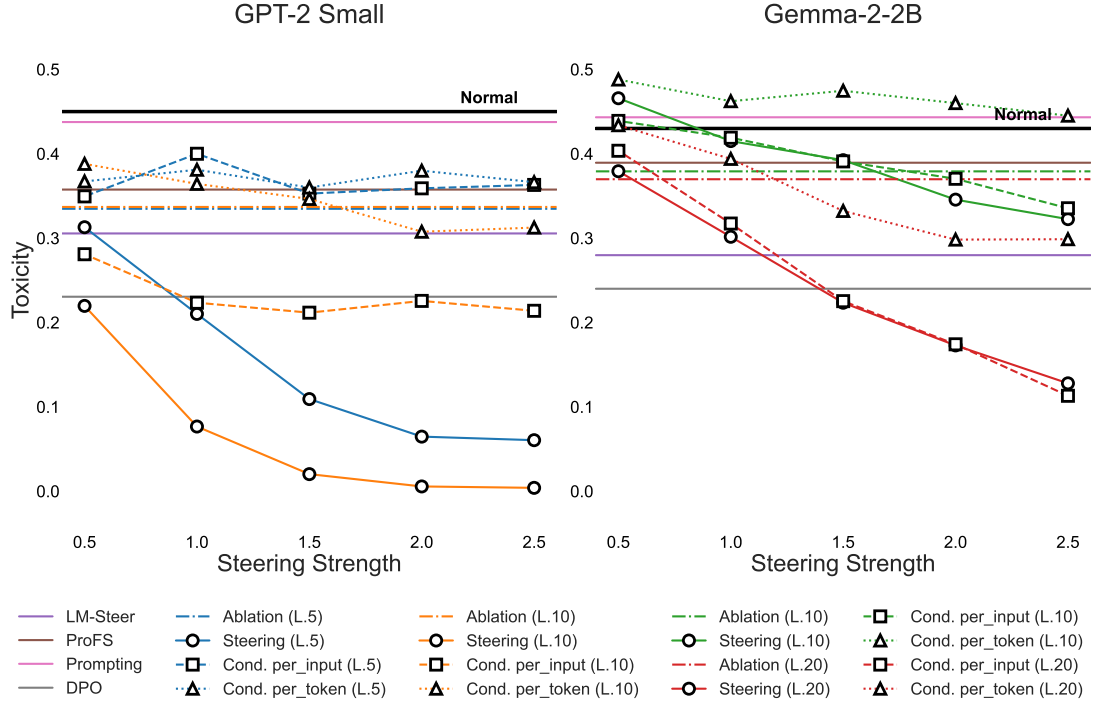 GPT-2 Small
Gemma-2-2B
0.5
0.4
0.3
0.2
0.1
0.0
Toxicity
Normal
0.5 1.0 1.5 2.0 2.5
Steering Strength
0.5
0.4
0.3
0.2
0.1
0.0
Normal
0.5 1.0 1.5 2.0 2.5
Steering Strength
LM-Steer
ProFS
Prompting
DPO
Ablation (L.5)
Steering (L.5)
Cond. per_input (L.5)
Cond. per_token (L.5)
Ablation (L.10)
Steering (L.10)
Cond. per_input (L.10)
Cond. per_token (L.10)
Ablation (L.10)
Steering (L.10)
Ablation (L.20)
Steering (L.20)
Cond. per_input (L.10)
Cond. per_token (L.10)
Cond. per_input (L.20)
Cond. per_token (L.20)